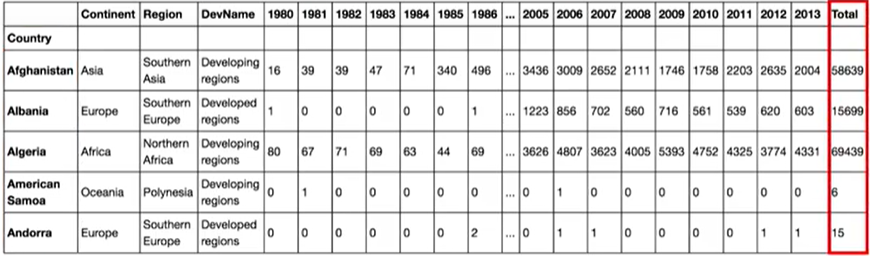 Continent Region DevName 1980 1981 1982 1983 1984 1985 1986 ... 2005 2006 2007 2008 2009 2010 2011 2012 2013 Total
Country
Afghanistan Asia Southern Asia Developing regions 16 39 39 47 71 340 496 ... 3436 3009 2652 2111 1746 1758 2203 2635 2004 58639
Albania Europe Southern Europe Developed regions 1 0 0 0 0 0 1 ... 1223 856 702 560 716 561 539 620 603 15699
Algeria Africa Northern Africa Developing regions 80 67 71 69 63 44 69 ... 3626 4807 3623 4005 5393 4752 4325 3774 4331 69439
American Samoa Oceania Polynesia Developing regions 0 1 0 0 0 0 0 ... 0 1 0 0 0 0 0 0 0 6
Andorra Europe Southern Europe Developed regions 0 0 0 0 0 0 2 ... 0 1 1 0 0 0 0 1 1 15